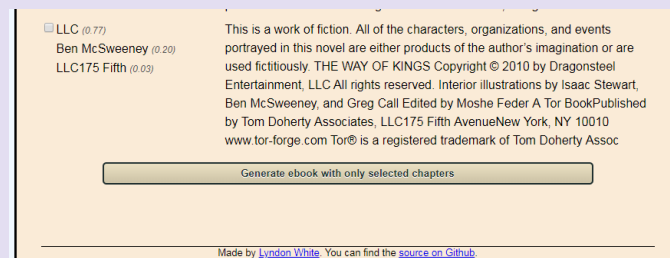 LLC (0.77)
Ben McSweeney (0.20)
LLC175 Fifth (0.03)
This is a work of fiction. All of the characters, organizations, and events
portrayed in this novel are either products of the author's imagination or are
used fictitiously. THE WAY OF KINGS Copyright © 2010 by Dragonsteel
Entertainment, LLC All rights reserved. Interior illustrations by Isaac Stewart,
Ben McSweeney, and Greg Call Edited by Moshe Feder A Tor BookPublished
by Tom Doherty Associates, LLC175 Fifth AvenueNew York, NY 10010
www.tor-forge.com Tor® is a registered trademark of Tom Doherty Assoc
Generate ebook with only selected chapters
Made by Lyndon White. You can find the source on Github.